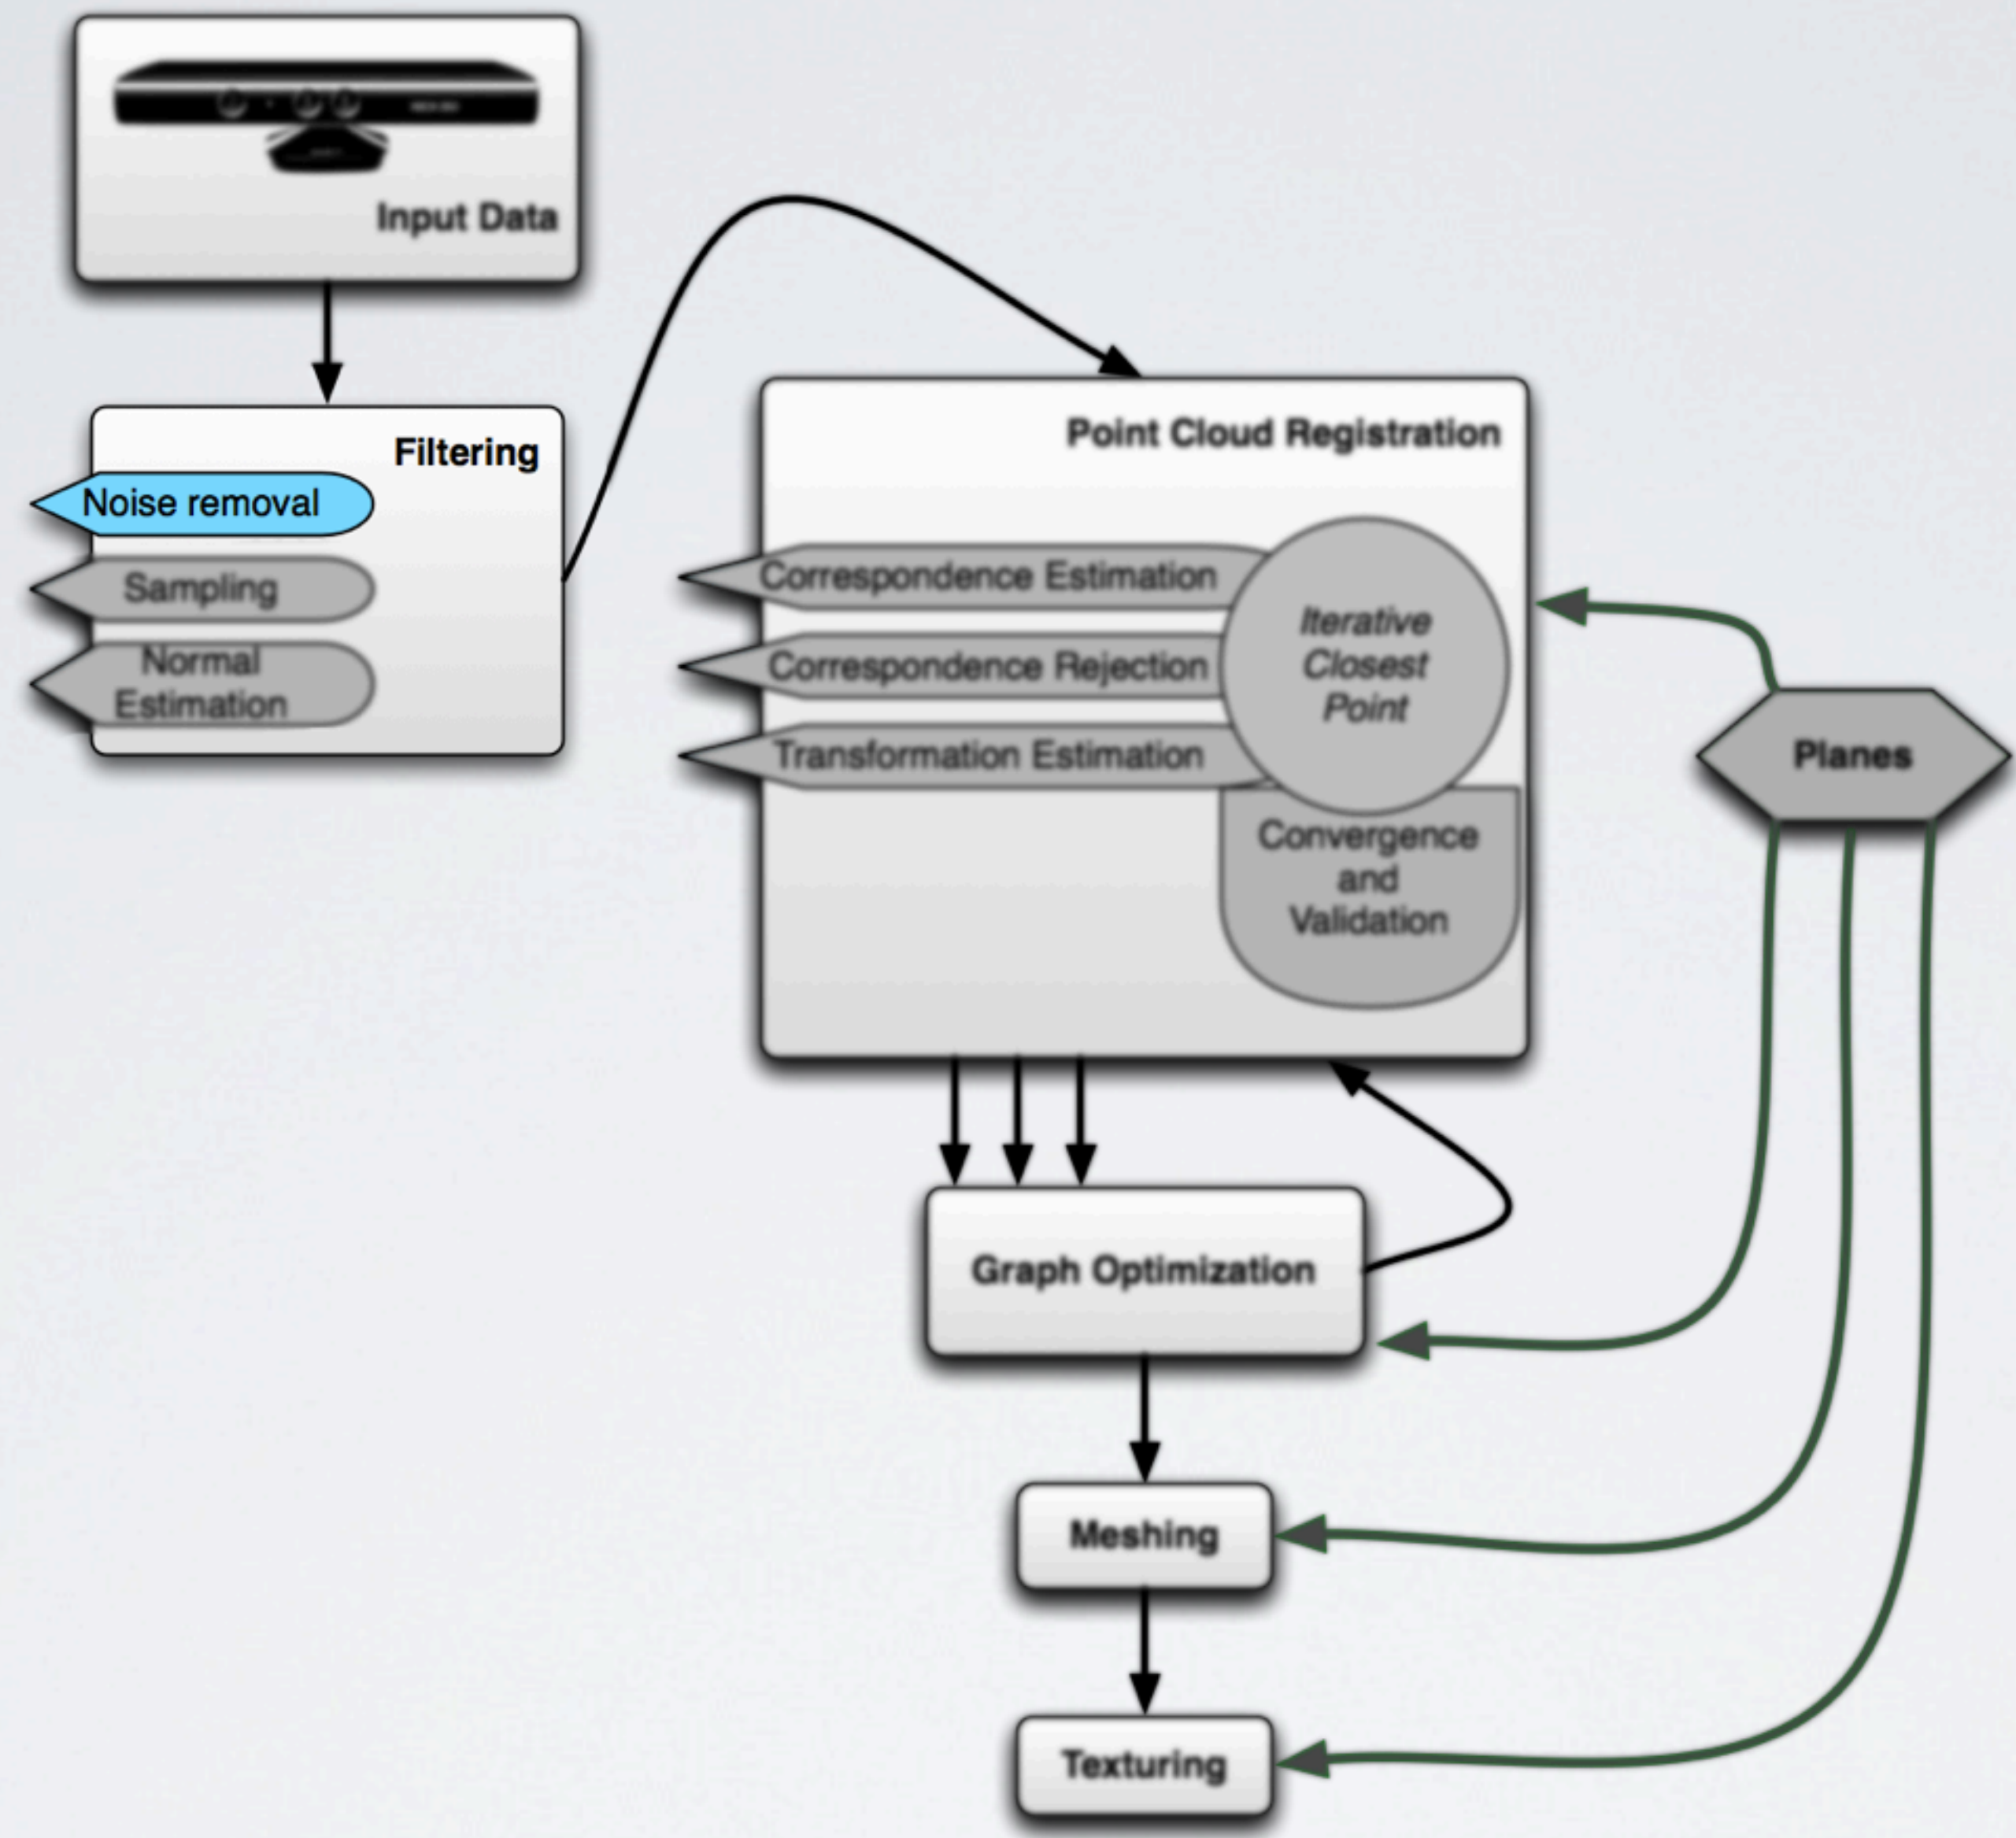 Input Data
Filtering
Noise removal
Sampling
Normal
Estimation
Point Cloud Registration
Correspondence Estimation
Correspondence Rejection
Transformation Estimation
Iterative
Closest
Point
Convergence
and
Validation
Planes
Graph Optimization
Meshing
Texturing